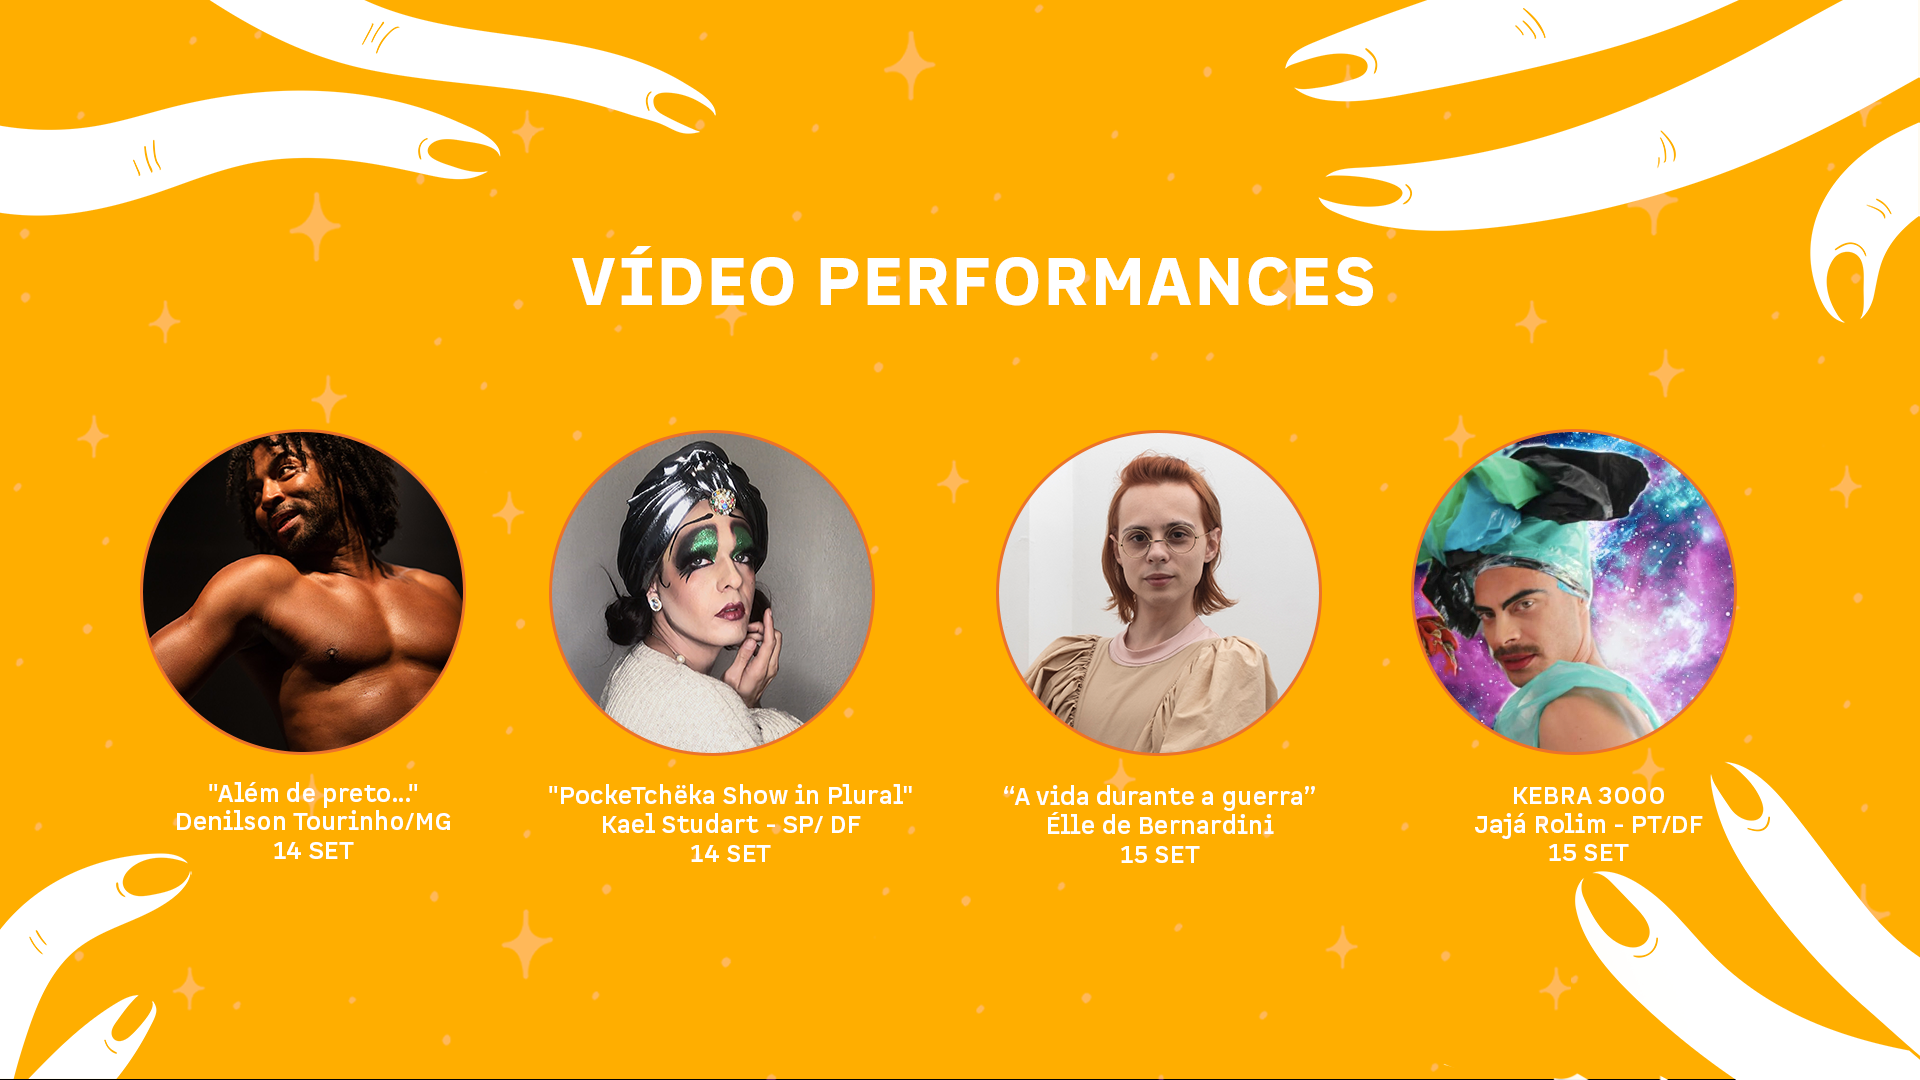 VÍDEO PERFORMANCES
"Além de preto..."
Denilson Tourinho/MG
14 SET
"PockeTchëka Show in Plural"
Kael Studart - SP/ DF
14 SET
“A vida durante a guerra”
Élle de Bernardini
15 SET
KEBRA 3000
Jajá Rolim - PT/DF
15 SET